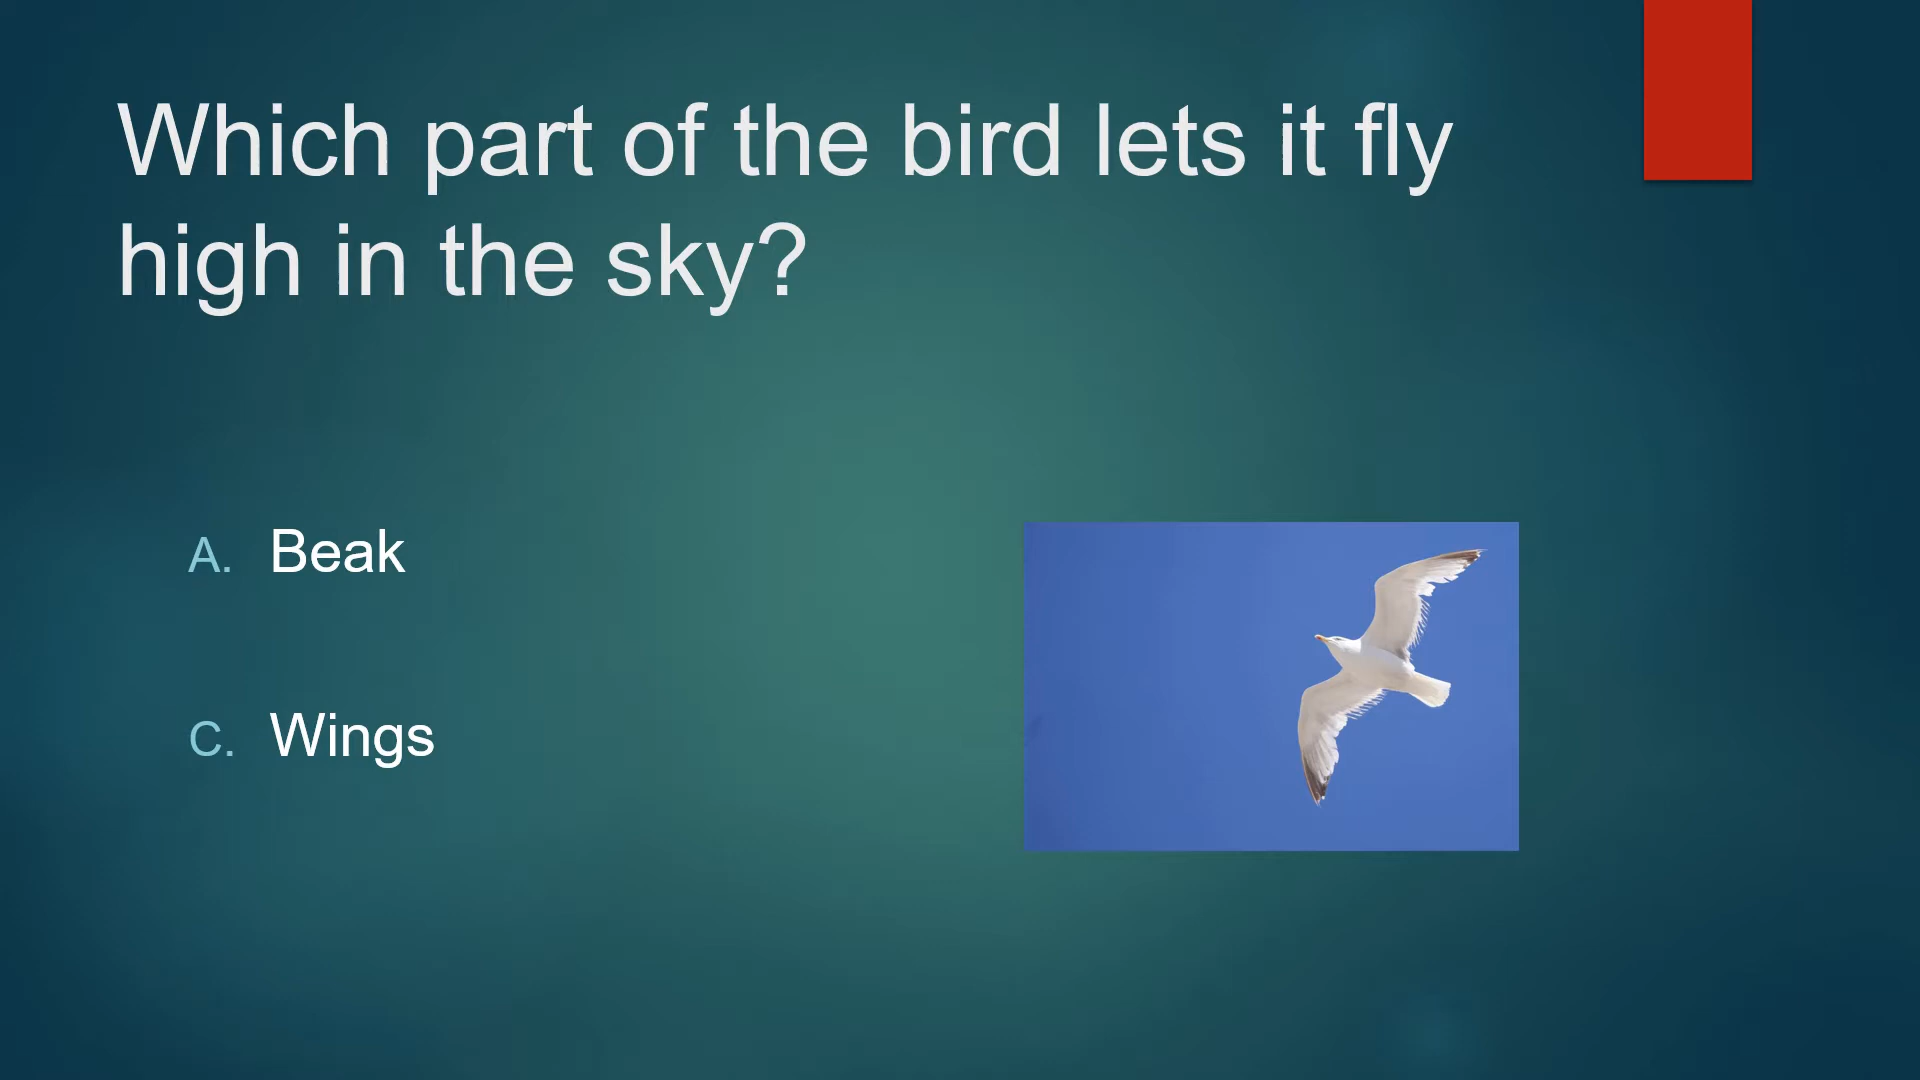 Which part of the bird lets it fly
high in the sky?
A. Beak
C. Wings